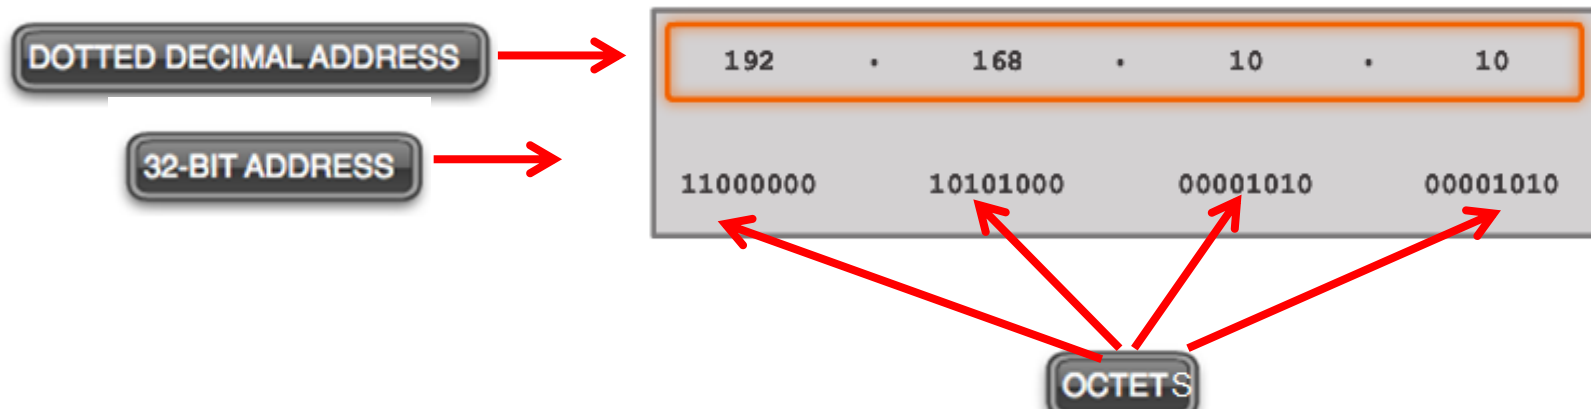 DOTTED DECIMAL ADDRESS
192 . 168 . 10 . 10
32-BIT ADDRESS
11000000 10101000 00001010 00001010
OCTETS